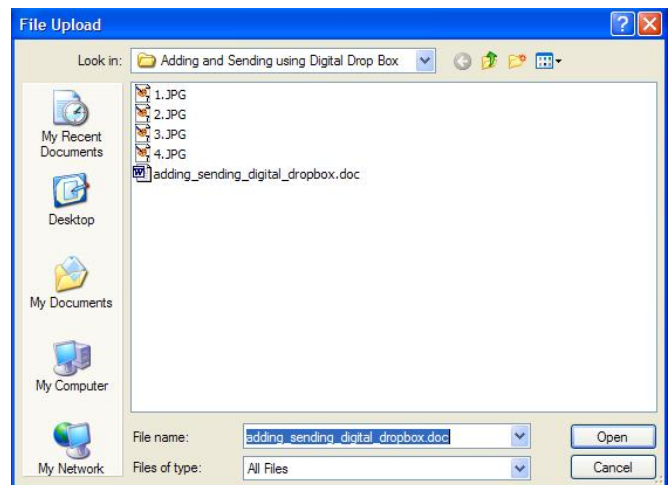 File Upload
Look in:
Adding and Sending using Digital Drop Box
My Recent
Documents
Desktop
My Documents
My Computer
My Network
1.JPG
2.JPG
3.JPG
4.JPG
adding_sending_digital_dropbox.doc
File name:
adding_sending_digital_dropbox.doc
Open
Files of type:
All Files
Cancel